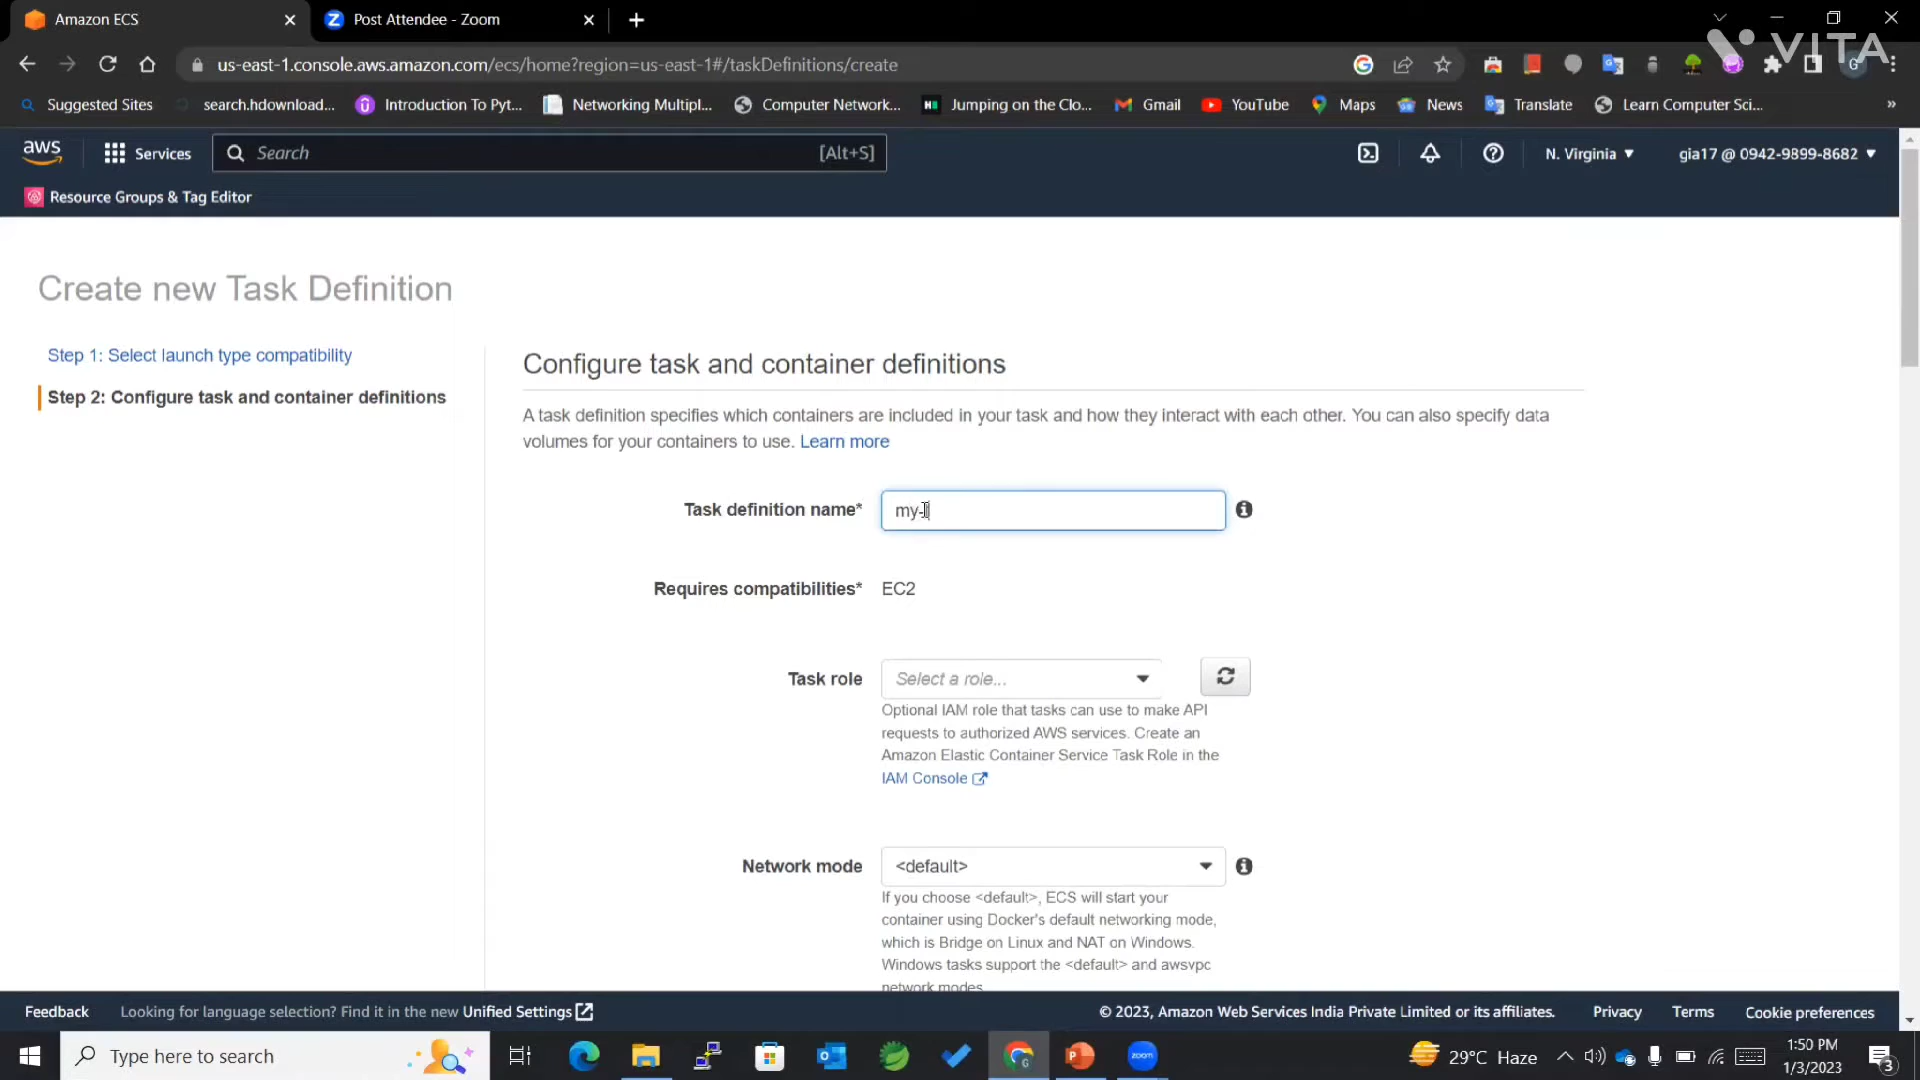 Amazon ECS
Post Attendee - Zoom
VITA
us-east-1.console.aws.amazon.com/ecs/home?region=us-east-1#/taskDefinitions/create
Suggested Sites
search.hdownload...
Introduction To Pyt...
Networking Multipl...
Computer Network...
Jumping on the Clo...
Gmail
YouTube
Maps
News
Translate
Learn Computer Sci...
aws
Services
Search
[Alt+S]
N. Virginia
gia17 @ 0942-9899-8682
Resource Groups & Tag Editor
Create new Task Definition
Step 1: Select launch type compatibility
Step 2: Configure task and container definitions
Configure task and container definitions
A task definition specifies which containers are included in your task and how they interact with each other. You can also specify data
volumes for your containers to use. Learn more
Task definition name*
my-
Requires compatibilities*
EC2
Task role
Select a role...
Optional IAM role that tasks can use to make API
requests to authorized AWS services. Create an
Amazon Elastic Container Service Task Role in the
IAM Console
Network mode
<default>
If you choose <default>, ECS will start your
container using Docker's default networking mode,
which is Bridge on Linux and NAT on Windows.
Windows tasks support the <default> and awsvpc
network modes.
Feedback
Looking for language selection? Find it in the new Unified Settings
© 2023, Amazon Web Services India Private Limited or its affiliates.
Privacy
Terms
Cookie preferences
Type here to search
zoom
29°C Haze
1:50 PM
1/3/2023
3